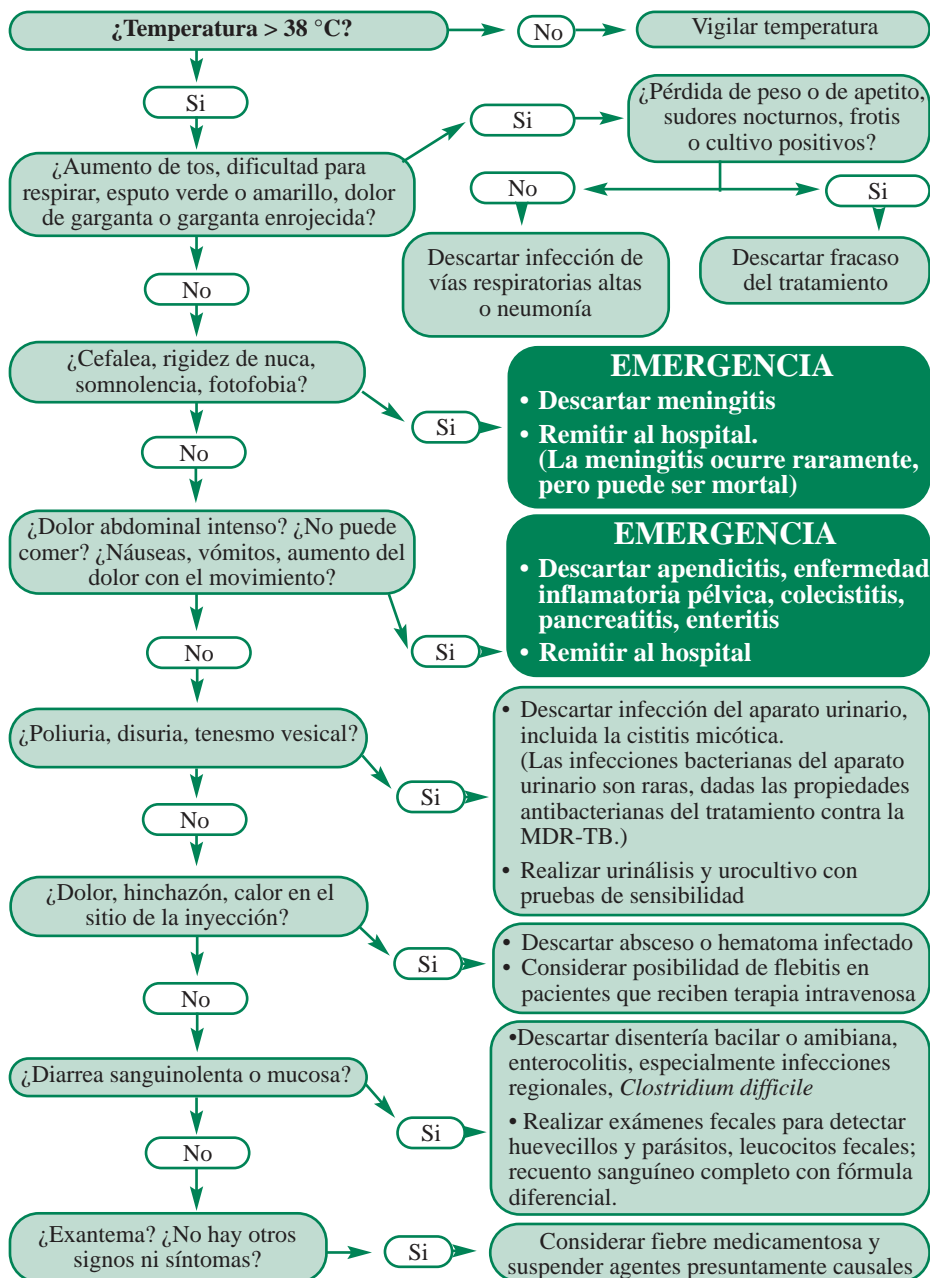 ¿Temperatura > 38 °C?
No
Vigilar temperatura
Si
¿Aumento de tos, dificultad para
respirar, esputo verde o amarillo, dolor
de garganta o garganta enrojecida?
Si
¿Pérdida de peso o de apetito,
sudores nocturnos, frotis
o cultivo positivos?
No
Si
Descartar infección de
vías respiratorias altas
o neumonía
Descartar fracaso
del tratamiento
No
¿Cefalea, rigidez de nuca,
somnolencia, fotofobia?
Si
EMERGENCIA
• Descartar meningitis
• Remitir al hospital.
(La meningitis ocurre raramente,
pero puede ser mortal)
No
¿Dolor abdominal intenso? ¿No puede
comer? ¿Náuseas, vómitos, aumento del
dolor con el movimiento?
Si
EMERGENCIA
• Descartar apendicitis, enfermedad
inflamatoria pélvica, colecistitis,
pancreatitis, enteritis
• Remitir al hospital
No
¿Poliuria, disuria, tenesmo vesical?
Si
• Descartar infección del aparato urinario,
incluida la cistitis micótica.
(Las infecciones bacterianas del aparato
urinario son raras, dadas las propiedades
antibacterianas del tratamiento contra la
MDR-TB.)
• Realizar urinálisis y urocultivo con
pruebas de sensibilidad
No
¿Dolor, hinchazón, calor en el
sitio de la inyección?
Si
• Descartar absceso o hematoma infectado
• Considerar posibilidad de flebitis en
pacientes que reciben terapia intravenosa
No
¿Diarrea sanguinolenta o mucosa?
Si
•Descartar disentería bacilar o amibiana,
enterocolitis, especialmente infecciones
regionales, Clostridium difficile
• Realizar exámenes fecales para detectar
huevecillos y parásitos, leucocitos fecales;
recuento sanguíneo completo con fórmula
diferencial.
No
¿Exantema? ¿No hay otros
signos ni síntomas?
Si
Considerar fiebre medicamentosa y
suspender agentes presuntamente causales